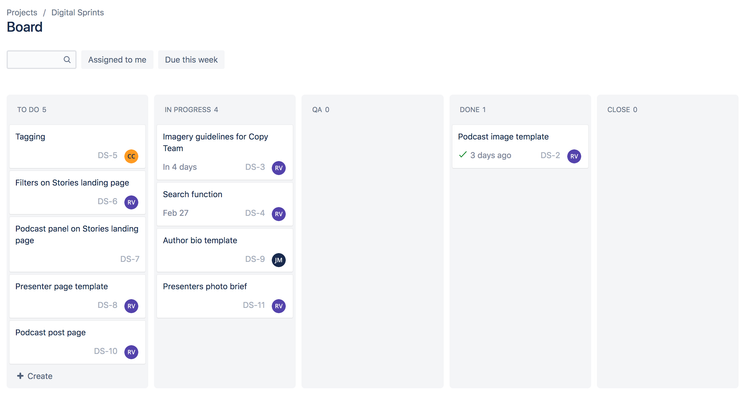 Projects / Digital Sprints
Board
Assigned to me
Due this week
TO DO 5
Tagging
DS-5 CC
Filters on Stories landing page
DS-6 RV
Podcast panel on Stories landing
page
DS-7
Presenter page template
DS-8 RV
Podcast post page
DS-10 RV
+ Create
IN PROGRESS 4
Imagery guidelines for Copy
Team
In 4 days DS-3 RV
Search function
Feb 27 DS-4 RV
Author bio template
DS-9 JM
Presenters photo brief
DS-11 RV
QA 0
DONE 1
Podcast image template
3 days ago DS-2 RV
CLOSE 0